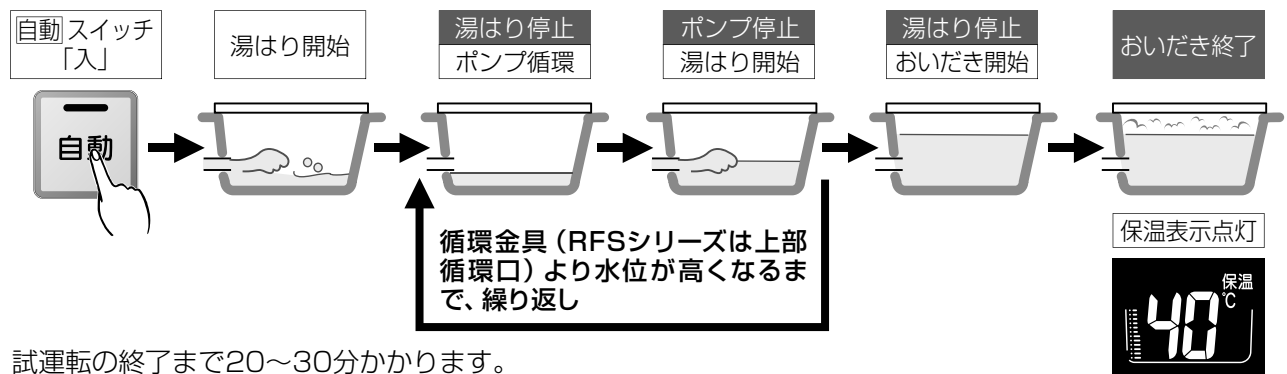 自動 スイッチ
「入」
湯はり開始
湯はり停止
ポンプ循環
ポンプ停止
湯はり開始
湯はり停止
おいだき開始
おいだき終了
自動
循環金具（RFSシリーズは上部
循環口）より水位が高くなるま
で、繰り返し
保温表示点灯
保温
40℃
試運転の終了まで20～30分かかります。